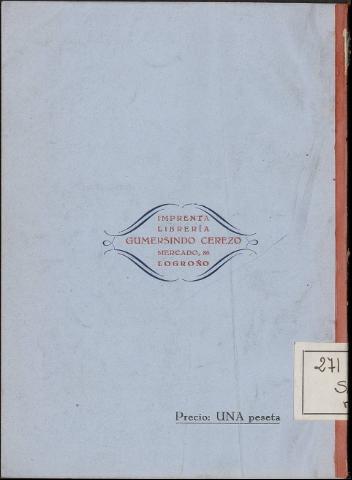 IMPRENTA
LIBRERÍA
GUMERSINDO CEREZO
MERCADO, 86
LOGROÑO
271
S
Precio: UNA peseta